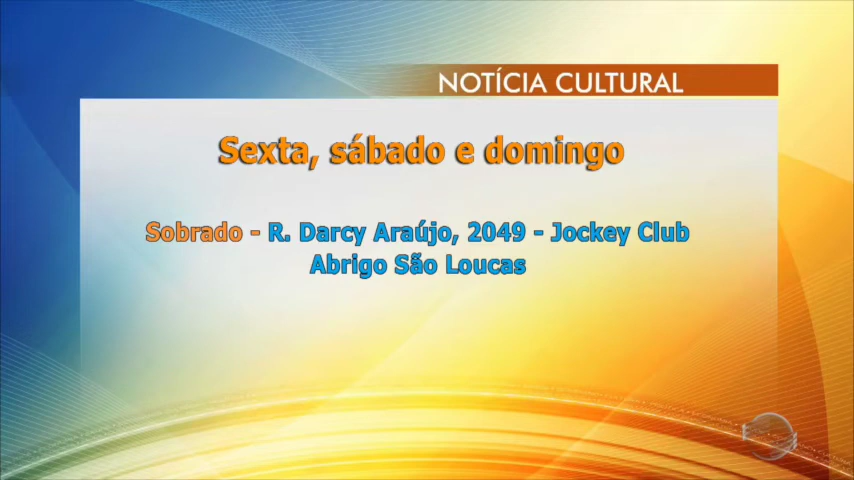 NOTÍCIA CULTURAL
Sexta, sábado e domingo
Sobrado - R. Darcy Araújo, 2049 - Jockey Club
Abrigo São Loucas